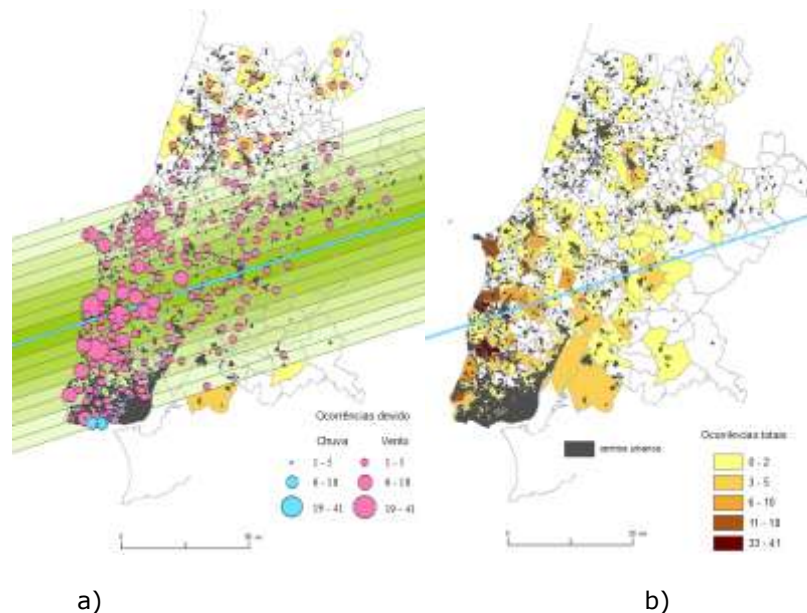 Ocorrências devido
Chuva Vento
1 - 5 1 - 5
6 - 18 6 - 18
19 - 41 19 - 41
Ocorrências totais
0 - 2
3 - 5
6 - 10
11 - 18
33 - 41
a) b)